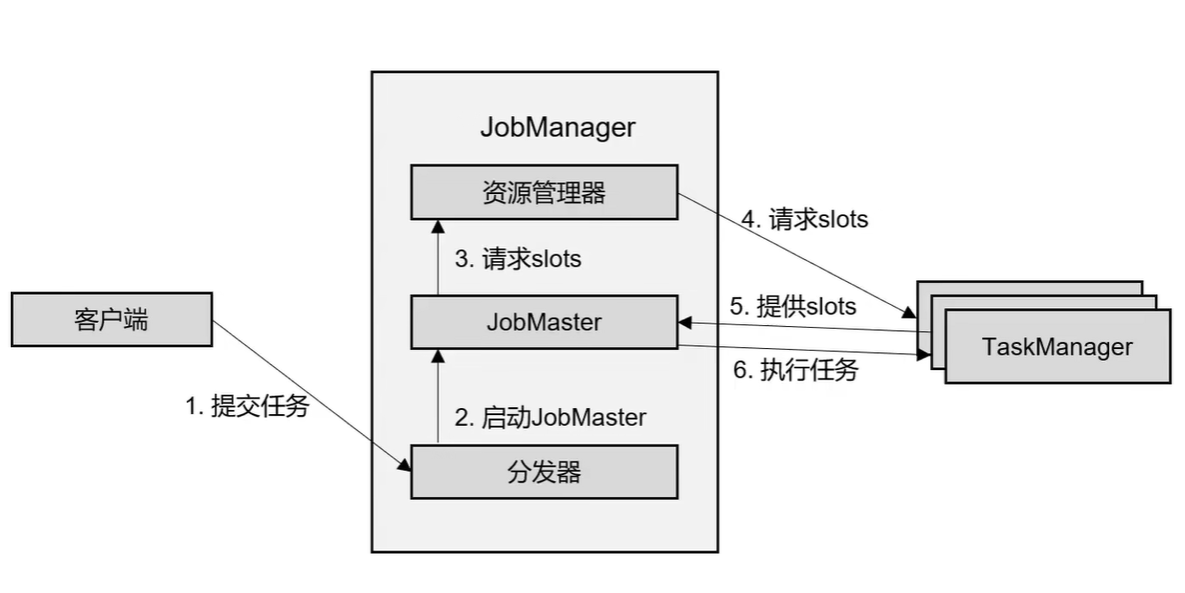 JobManager
资源管理器
4. 请求slots
3. 请求slots
客户端
JobMaster
5. 提供slots
TaskManager
6. 执行任务
1. 提交任务
2. 启动JobMaster
分发器